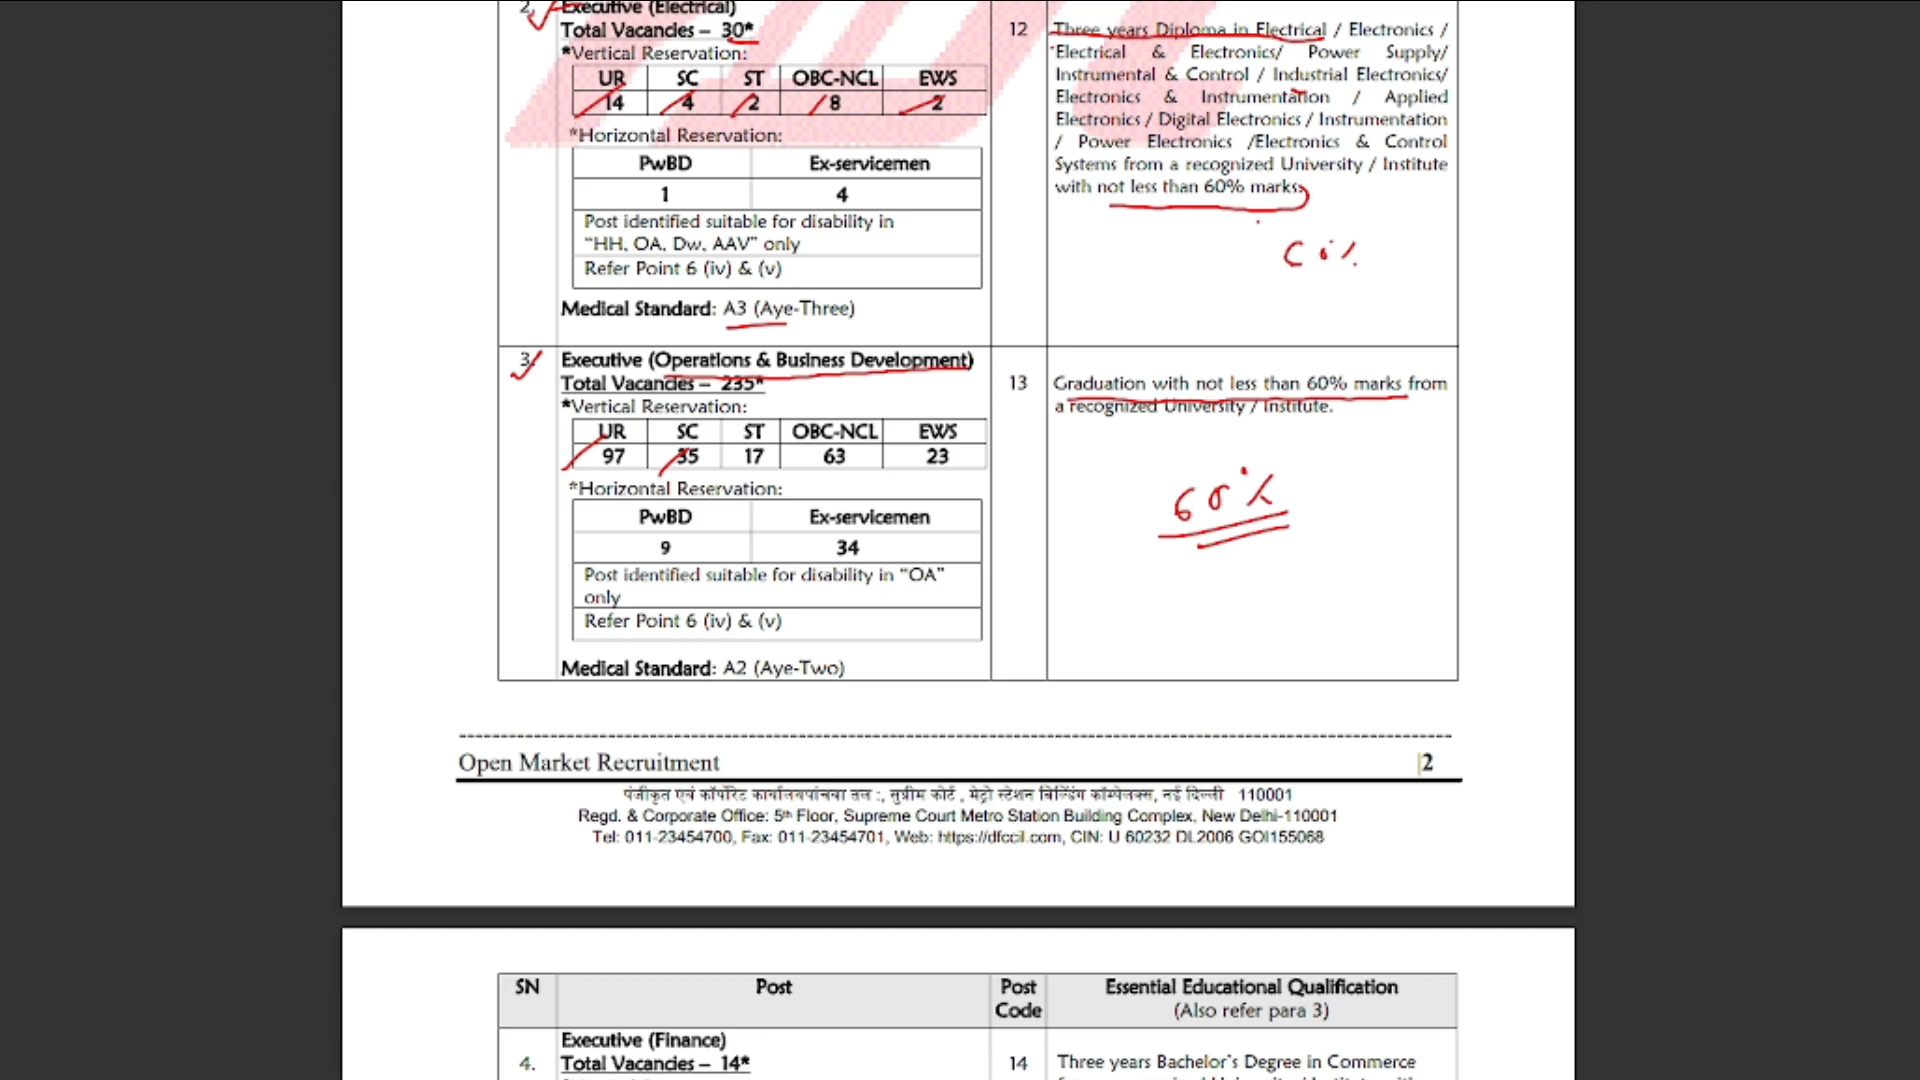 2.
Executive (Electrical)
Total Vacancies – 30*
*Vertical Reservation:
UR SC ST OBC-NCL EWS
14 4 2 8 2
*Horizontal Reservation:
PwBD Ex-servicemen
1 4
Post identified suitable for disability in
“HH, OA, Dw, AAV” only
Refer Point 6 (iv) & (v)
Medical Standard: A3 (Aye-Three)
12
Three years Diploma in Electrical / Electronics /
Electrical & Electronics/ Power Supply/
Instrumental & Control / Industrial Electronics/
Electronics & Instrumentation / Applied
Electronics / Digital Electronics / Instrumentation
/ Power Electronics /Electronics & Control
Systems from a recognized University / Institute
with not less than 60% marks.
60%
3.
Executive (Operations & Business Development)
Total Vacancies – 235*
*Vertical Reservation:
UR SC ST OBC-NCL EWS
97 35 17 63 23
*Horizontal Reservation:
PwBD Ex-servicemen
9 34
Post identified suitable for disability in “OA”
only
Refer Point 6 (iv) & (v)
Medical Standard: A2 (Aye-Two)
13
Graduation with not less than 60% marks from
a recognized University / Institute.
60%
Open Market Recruitment |2
पंजीकृत एवं कॉर्पोरेट तल :, सुप्रीम कोर्ट , मेट्रो स्टेशन बिल्डिंग कॉम्पलेक्स, नई दिल्ली 110001
Regd. & Corporate Office: 5th Floor, Supreme Court Metro Station Building Complex, New Delhi-110001
Tel: 011-23454700, Fax: 011-23454701, Web: https://dfccil.com, CIN: U 60232 DL2006 GOI155068
SN Post Post Code Essential Educational Qualification
(Also refer para 3)
4.
Executive (Finance)
Total Vacancies – 14*
14
Three years Bachelor’s Degree in Commerce